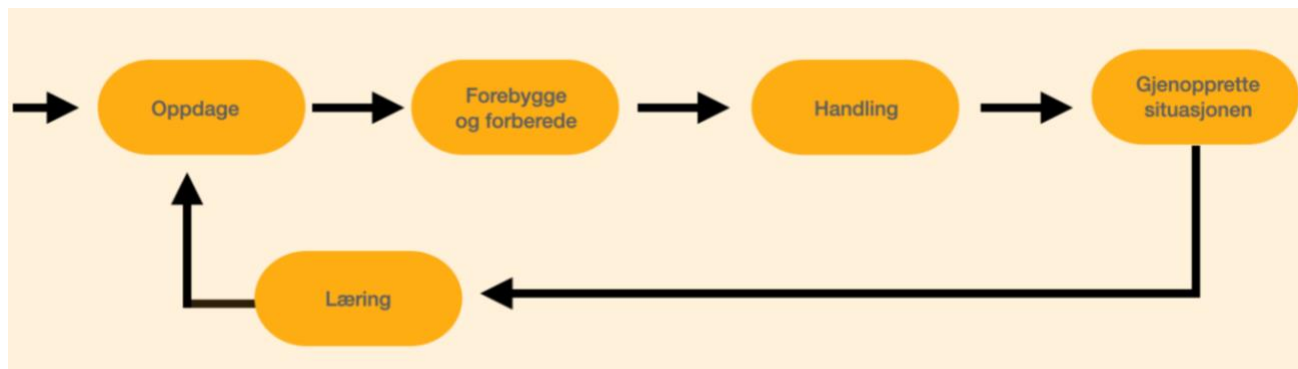 Oppdage
Forebygge
og forberede
Handling
Gjenopprette
situasjonen
Læring